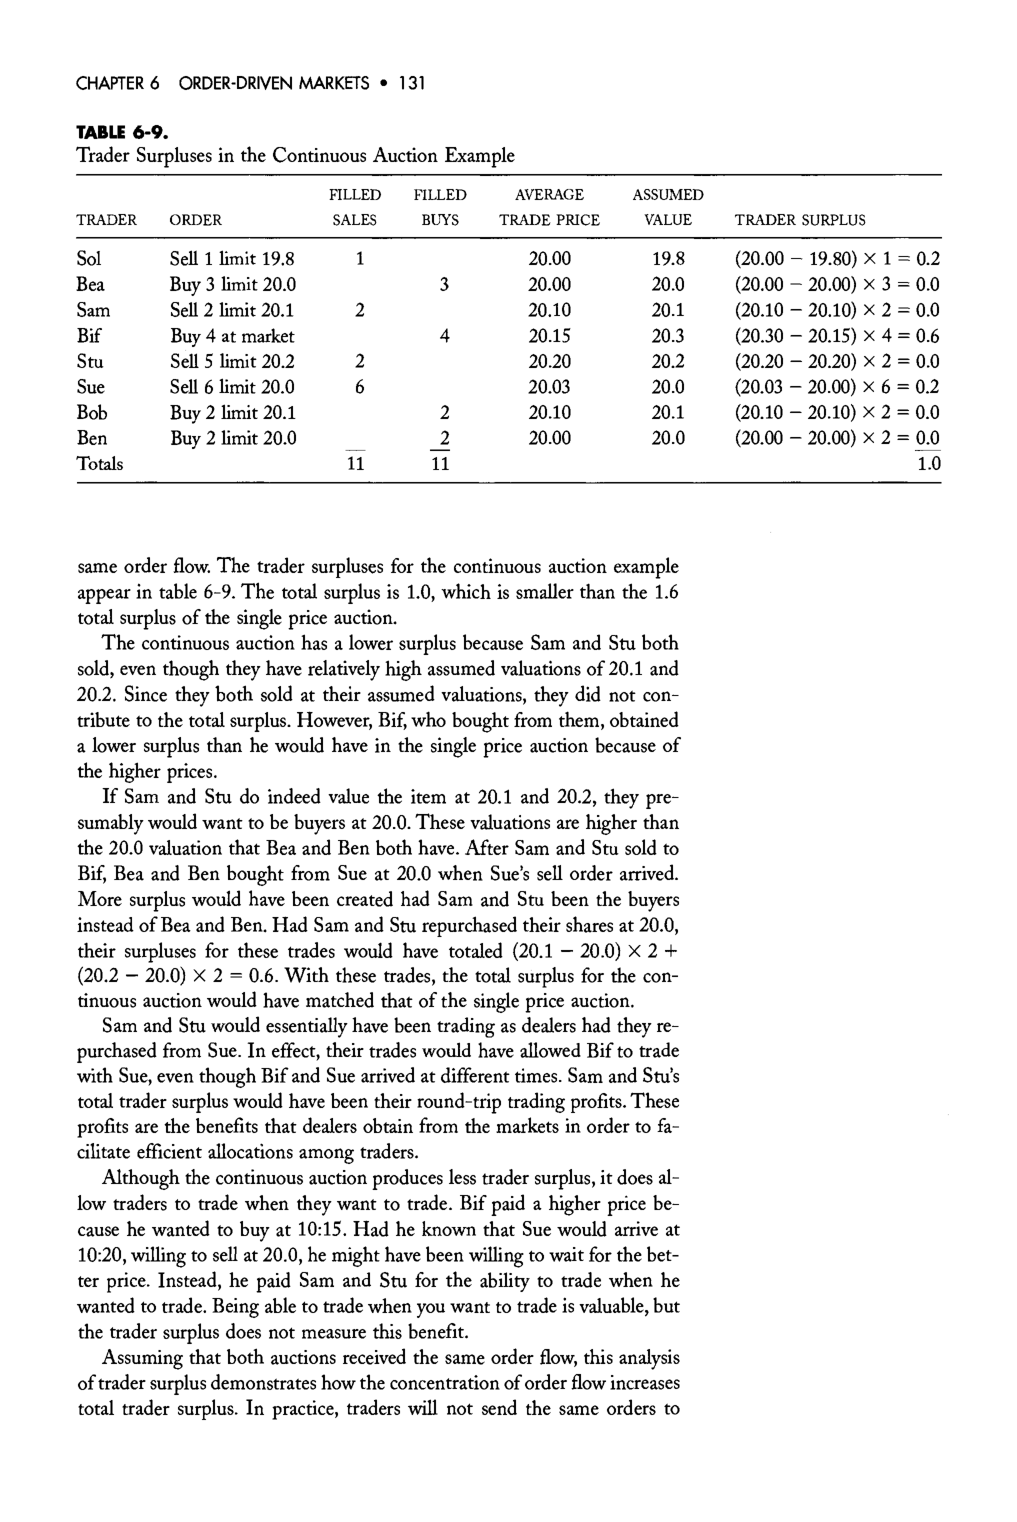 CHAPTER 6 ORDER-DRIVEN MARKETS • 131
TABLE 6-9.
Trader Surpluses in the Continuous Auction Example
FILLED FILLED AVERAGE ASSUMED
TRADER ORDER SALES BUYS TRADE PRICE VALUE TRADER SURPLUS
Sol Sell 1 limit 19.8 1 20.00 19.8 (20.00 − 19.80) × 1 = 0.2
Bea Buy 3 limit 20.0 3 20.00 20.0 (20.00 − 20.00) × 3 = 0.0
Sam Sell 2 limit 20.1 2 20.10 20.1 (20.10 − 20.10) × 2 = 0.0
Bif Buy 4 at market 4 20.15 20.3 (20.30 − 20.15) × 4 = 0.6
Stu Sell 5 limit 20.2 2 20.20 20.2 (20.20 − 20.20) × 2 = 0.0
Sue Sell 6 limit 20.0 6 20.03 20.0 (20.03 − 20.00) × 6 = 0.2
Bob Buy 2 limit 20.1 2 20.10 20.1 (20.10 − 20.10) × 2 = 0.0
Ben Buy 2 limit 20.0 2 20.00 20.0 (20.00 − 20.00) × 2 = 0.0
Totals 11 11 1.0
same order flow. The trader surpluses for the continuous auction example
appear in table 6-9. The total surplus is 1.0, which is smaller than the 1.6
total surplus of the single price auction.
The continuous auction has a lower surplus because Sam and Stu both
sold, even though they have relatively high assumed valuations of 20.1 and
20.2. Since they both sold at their assumed valuations, they did not con-
tribute to the total surplus. However, Bif, who bought from them, obtained
a lower surplus than he would have in the single price auction because of
the higher prices.
If Sam and Stu do indeed value the item at 20.1 and 20.2, they pre-
sumably would want to be buyers at 20.0. These valuations are higher than
the 20.0 valuation that Bea and Ben both have. After Sam and Stu sold to
Bif, Bea and Ben bought from Sue at 20.0 when Sue's sell order arrived.
More surplus would have been created had Sam and Stu been the buyers
instead of Bea and Ben. Had Sam and Stu repurchased their shares at 20.0,
their surpluses for these trades would have totaled (20.1 − 20.0) × 2 +
(20.2 − 20.0) × 2 = 0.6. With these trades, the total surplus for the con-
tinuous auction would have matched that of the single price auction.
Sam and Stu would essentially have been trading as dealers had they re-
purchased from Sue. In effect, their trades would have allowed Bif to trade
with Sue, even though Bif and Sue arrived at different times. Sam and Stu's
total trader surplus would have been their round-trip trading profits. These
profits are the benefits that dealers obtain from the markets in order to fa-
cilitate efficient allocations among traders.
Although the continuous auction produces less trader surplus, it does al-
low traders to trade when they want to trade. Bif paid a higher price be-
cause he wanted to buy at 10:15. Had he known that Sue would arrive at
10:20, willing to sell at 20.0, he might have been willing to wait for the bet-
ter price. Instead, he paid Sam and Stu for the ability to trade when he
wanted to trade. Being able to trade when you want to trade is valuable, but
the trader surplus does not measure this benefit.
Assuming that both auctions received the same order flow, this analysis
of trader surplus demonstrates how the concentration of order flow increases
total trader surplus. In practice, traders will not send the same orders to